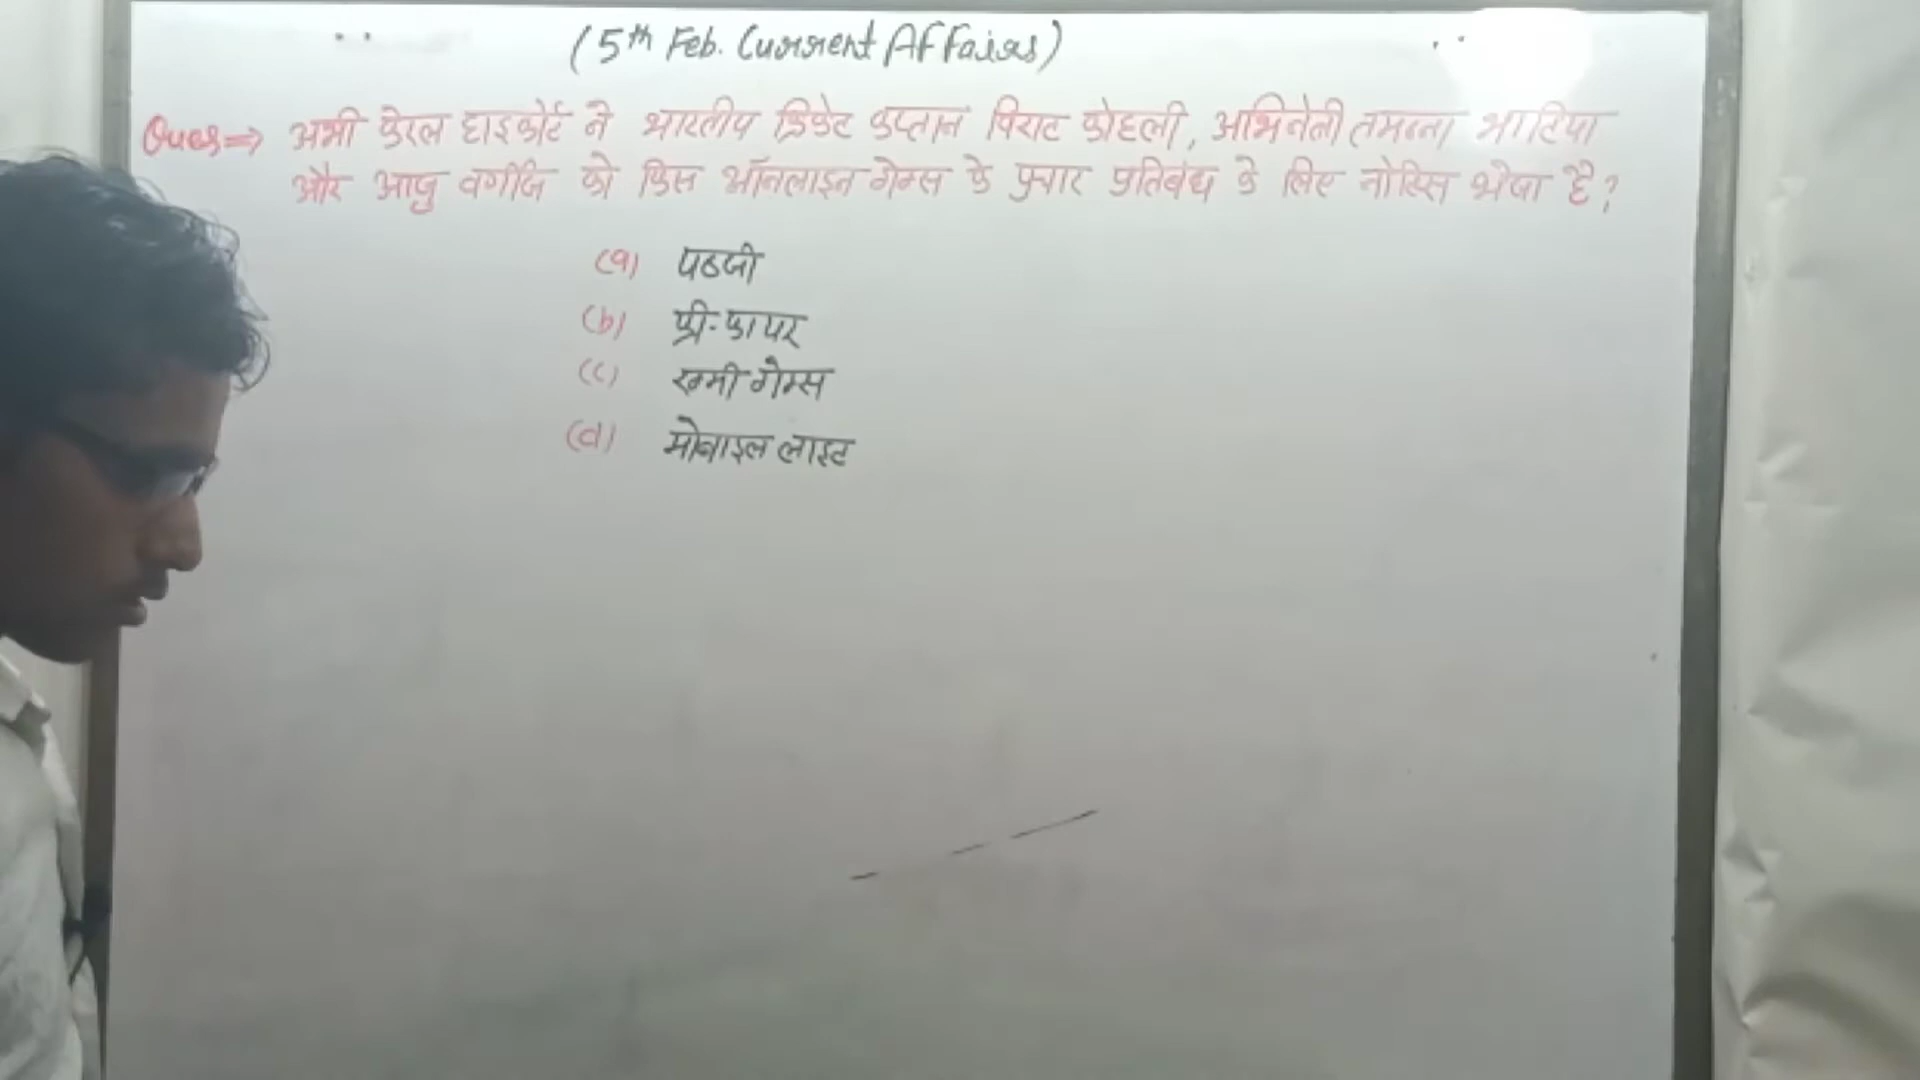 (5th Feb. Current Affairs)
Ques⇒ अभी केरल हाइकोर्ट ने भारतीय क्रिकेट कप्तान विराट कोहली, अभिनेत्री तमन्ना भाटिया
और आजु वर्गीज को किस ऑनलाइन गेम्स के प्रचार प्रतिबंध के लिए नोटिस भेजा है?
(a) पबजी
(b) फ्री-फायर
(c) रम्मी गेम्स
(d) मोबाइल लाइट